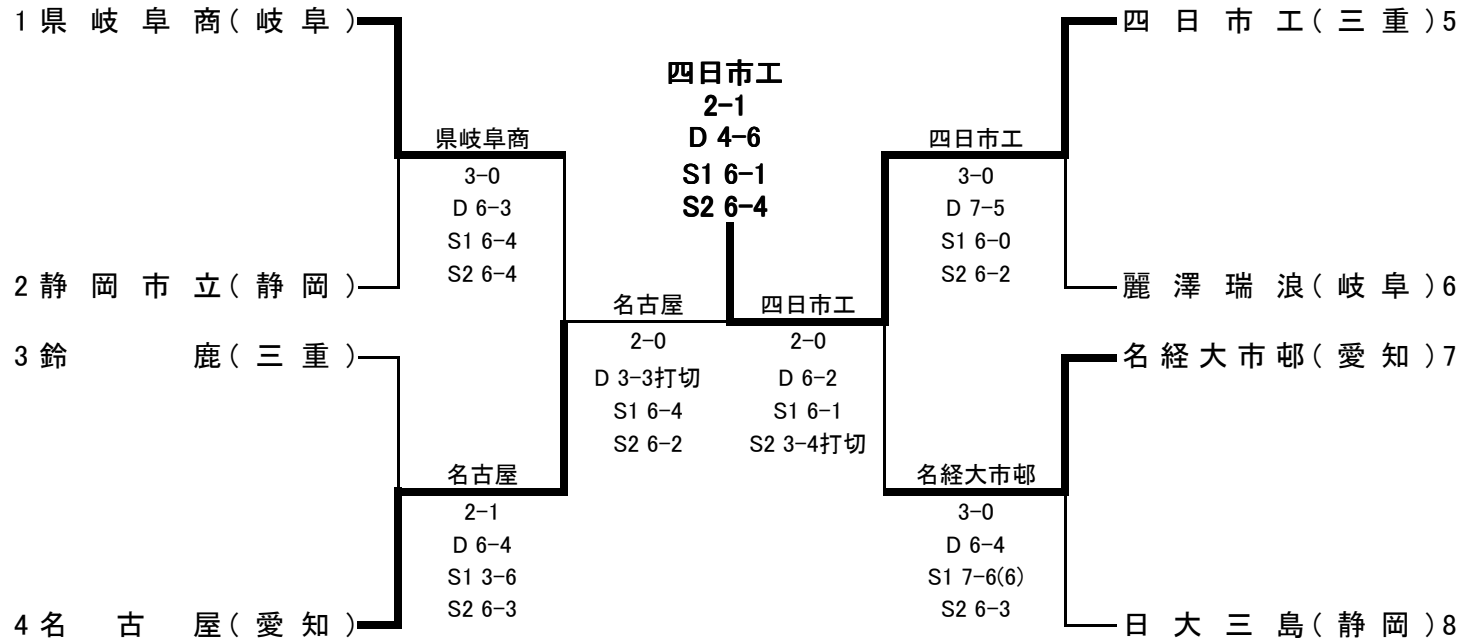 1 県岐阜商(岐阜)
2 静岡市立(静岡)
3 鈴鹿(三重)
4 名古屋(愛知)
県岐阜商
3-0
D 6-3
S1 6-4
S2 6-4
名古屋
2-1
D 6-4
S1 3-6
S2 6-3
名古屋
2-0
D 3-3打切
S1 6-4
S2 6-2
四日市工
2-1
D 4-6
S1 6-1
S2 6-4
四日市工
2-0
D 6-2
S1 6-1
S2 3-4打切
四日市工
3-0
D 7-5
S1 6-0
S2 6-2
名経大市邨
3-0
D 6-4
S1 7-6(6)
S2 6-3
四日市工(三重)5
麗澤瑞浪(岐阜)6
名経大市邨(愛知)7
日大三島(静岡)8